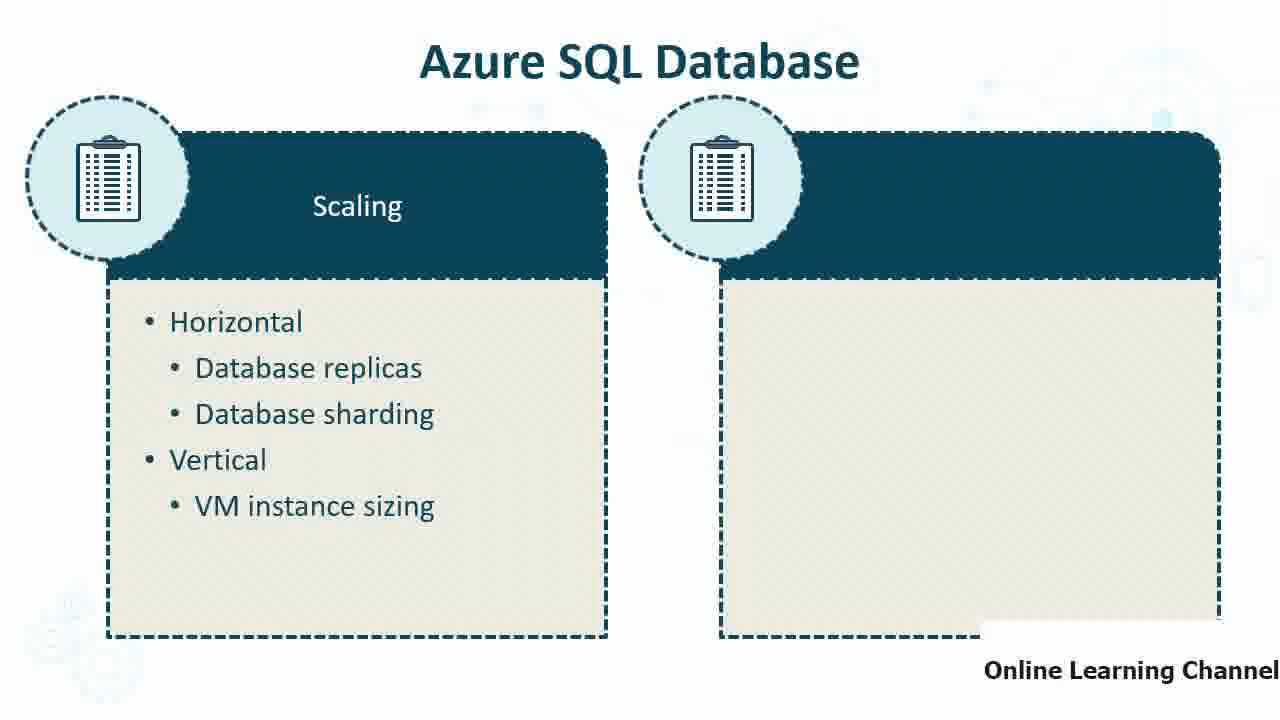 Azure SQL Database
Scaling
• Horizontal
• Database replicas
• Database sharding
• Vertical
• VM instance sizing
Online Learning Channel